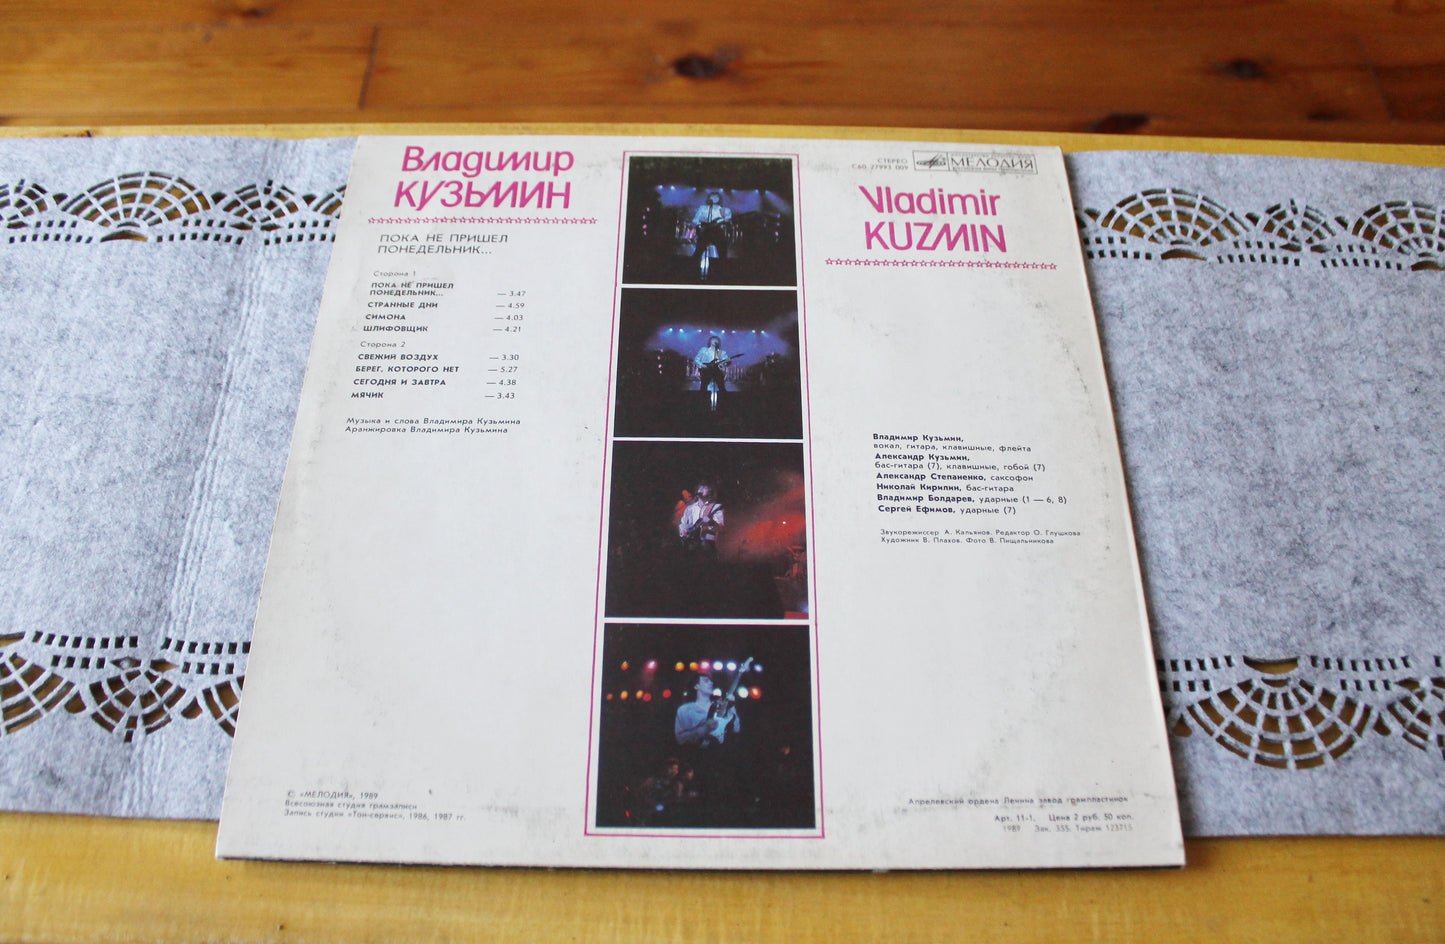 Владимир
КУЗЬМИН
ПОКА НЕ ПРИШЕЛ
ПОНЕДЕЛЬНИК...
Сторона 1
ПОКА НЕ ПРИШЕЛ
ПОНЕДЕЛЬНИК... — 3.47
СТРАННЫЕ ДНИ — 4.59
СИМОНА — 4.03
ШЛИФОВЩИК — 4.21
Сторона 2
СВЕЖИЙ ВОЗДУХ — 3.30
БЕРЕГ, КОТОРОГО НЕТ — 5.27
СЕГОДНЯ И ЗАВТРА — 4.38
МЯЧИК — 3.43
Музыка и слова Владимира Кузьмина
Аранжировка Владимира Кузьмина
© «МЕЛОДИЯ», 1989
Всесоюзная студия грамзаписи
Запись студии «Тон-сервис», 1986, 1987 гг.
СТЕРЕО
С60 27993 009
МЕЛОДИЯ
Vladimir
KUZMIN
Владимир Кузьмин,
вокал, гитара, клавишные, флейта
Александр Кузьмин,
бас-гитара (7), клавишные, гобой (7)
Александр Степаненко, саксофон
Николай Кирилин, бас-гитара
Владимир Болдарев, ударные (1 — 6, 8)
Сергей Ефимов, ударные (7)
Звукорежиссер А. Кальянов. Редактор О. Глушкова
Художник В. Плахов. Фото В. Пищальникова
Апрелевский ордена Ленина завод грампластинок
Арт. 11-1. Цена 2 руб. 50 коп.
1989 Зак. 355. Тираж 123715